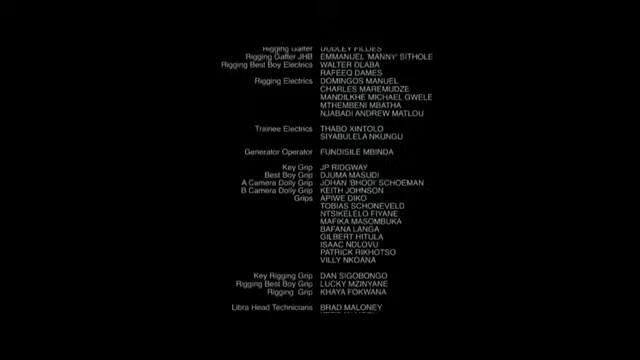 Rigging Gaffer DUDLEY FILLIES
Rigging Gaffer JHB EMMANUEL 'MANNY' SITHOLE
Rigging Best Boy Electrics WALTER DLABA
RAFEEQ DAMES
Rigging Electrics DOMINGOS MANUEL
CHARLES MAREMUDZE
MANDILKHE MICHAEL GWELE
MTHEMBENI MBATHA
NJABADI ANDREW MATLOU
Trainee Electrics THABO XINTOLO
SIYABULELA NKUNGU
Generator Operator FUNDISILE MBINDA
Key Grip JP RIDGWAY
Best Boy Grip DJUMA MASUDI
A Camera Dolly Grip JOHAN 'BHODI' SCHOEMAN
B Camera Dolly Grip KEITH JOHNSON
Grips APIWE DIKO
TOBIAS SCHONEVELD
NTSIKELELO FIYANE
MAFIKA MASOMBUKA
BAFANA LANGA
GILBERT HITULA
ISAAC NDLOVU
PATRICK RIKHOTSO
VILLY NKOANA
Key Rigging Grip DAN SIGOBONGO
Rigging Best Boy Grip LUCKY MZINYANE
Rigging Grip KHAYA FOKWANA
Libra Head Technicians BRAD MALONEY